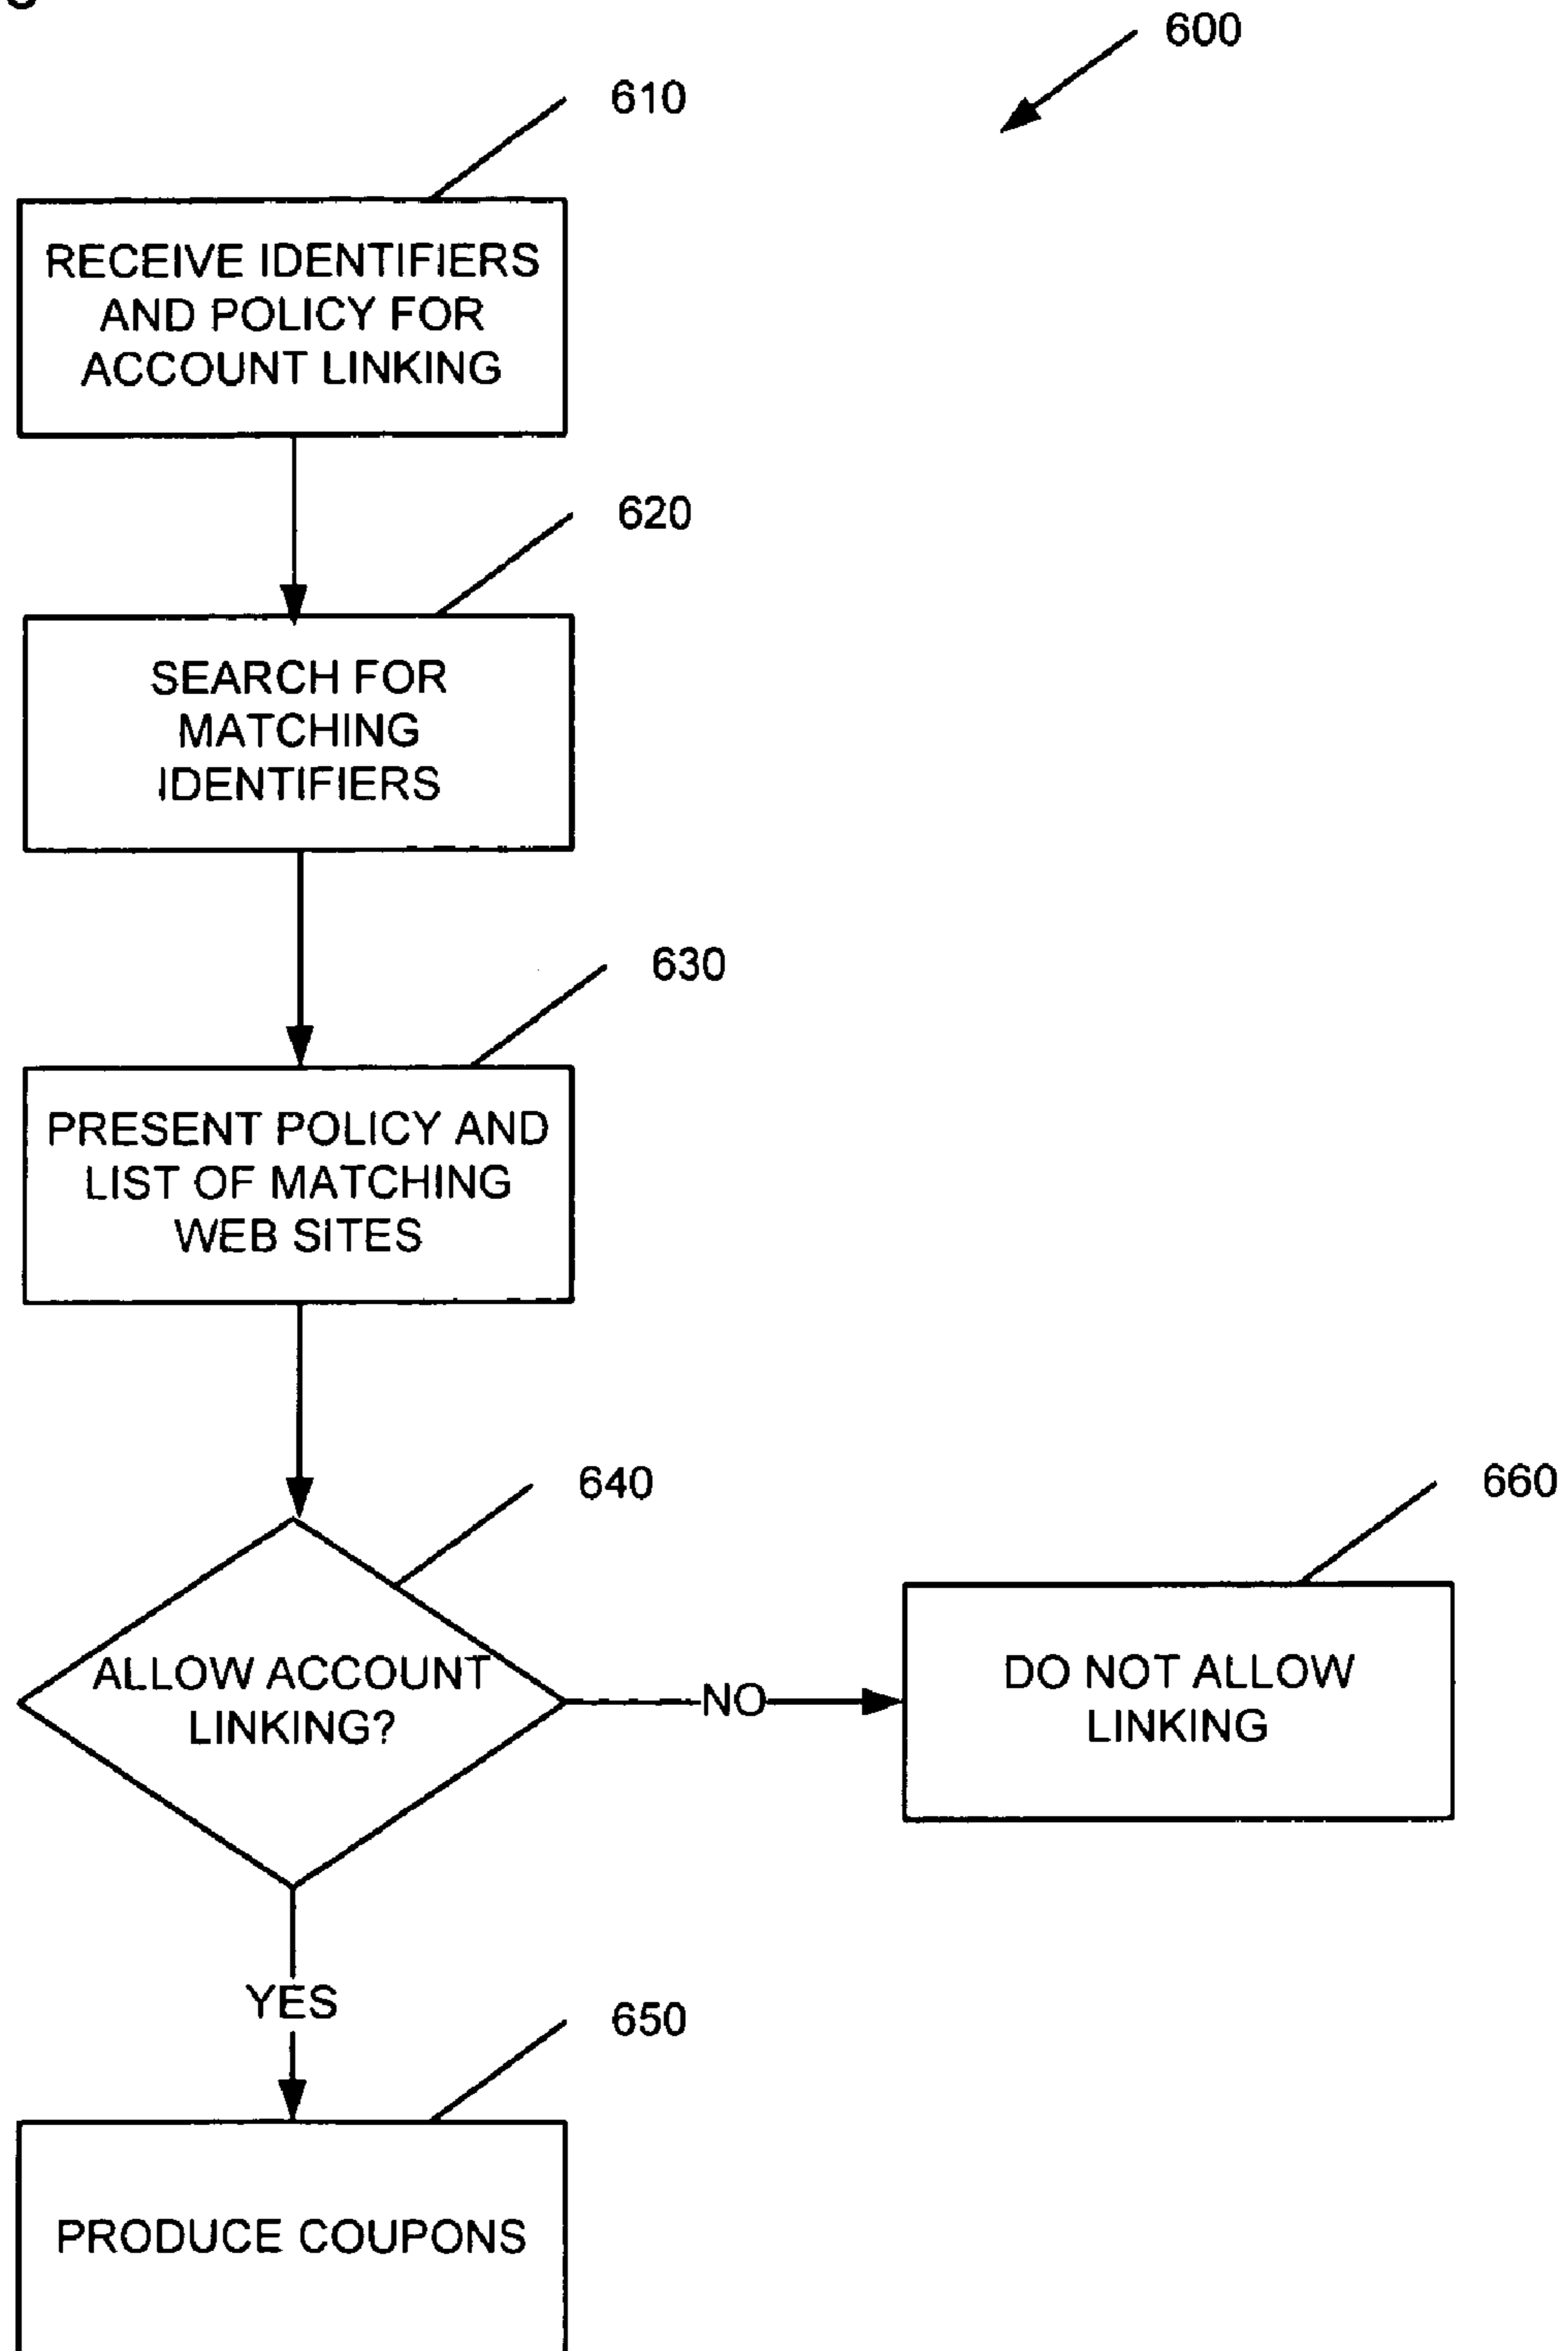 600
610
RECEIVE IDENTIFIERS
AND POLICY FOR
ACCOUNT LINKING
620
SEARCH FOR
MATCHING
IDENTIFIERS
630
PRESENT POLICY AND
LIST OF MATCHING
WEB SITES
640
660
ALLOW ACCOUNT
LINKING?
NO
DO NOT ALLOW
LINKING
YES
650
PRODUCE COUPONS